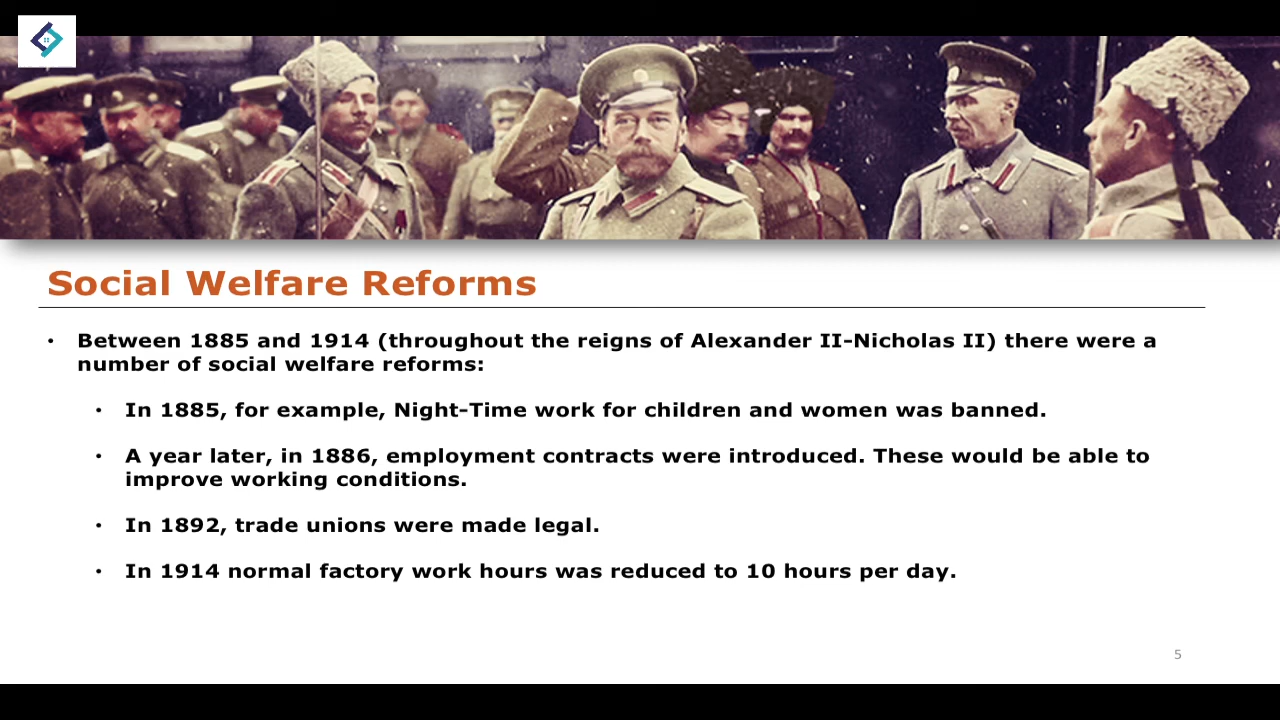 Social Welfare Reforms
• Between 1885 and 1914 (throughout the reigns of Alexander II-Nicholas II) there were a
number of social welfare reforms:
• In 1885, for example, Night-Time work for children and women was banned.
• A year later, in 1886, employment contracts were introduced. These would be able to
improve working conditions.
• In 1892, trade unions were made legal.
• In 1914 normal factory work hours was reduced to 10 hours per day.
5